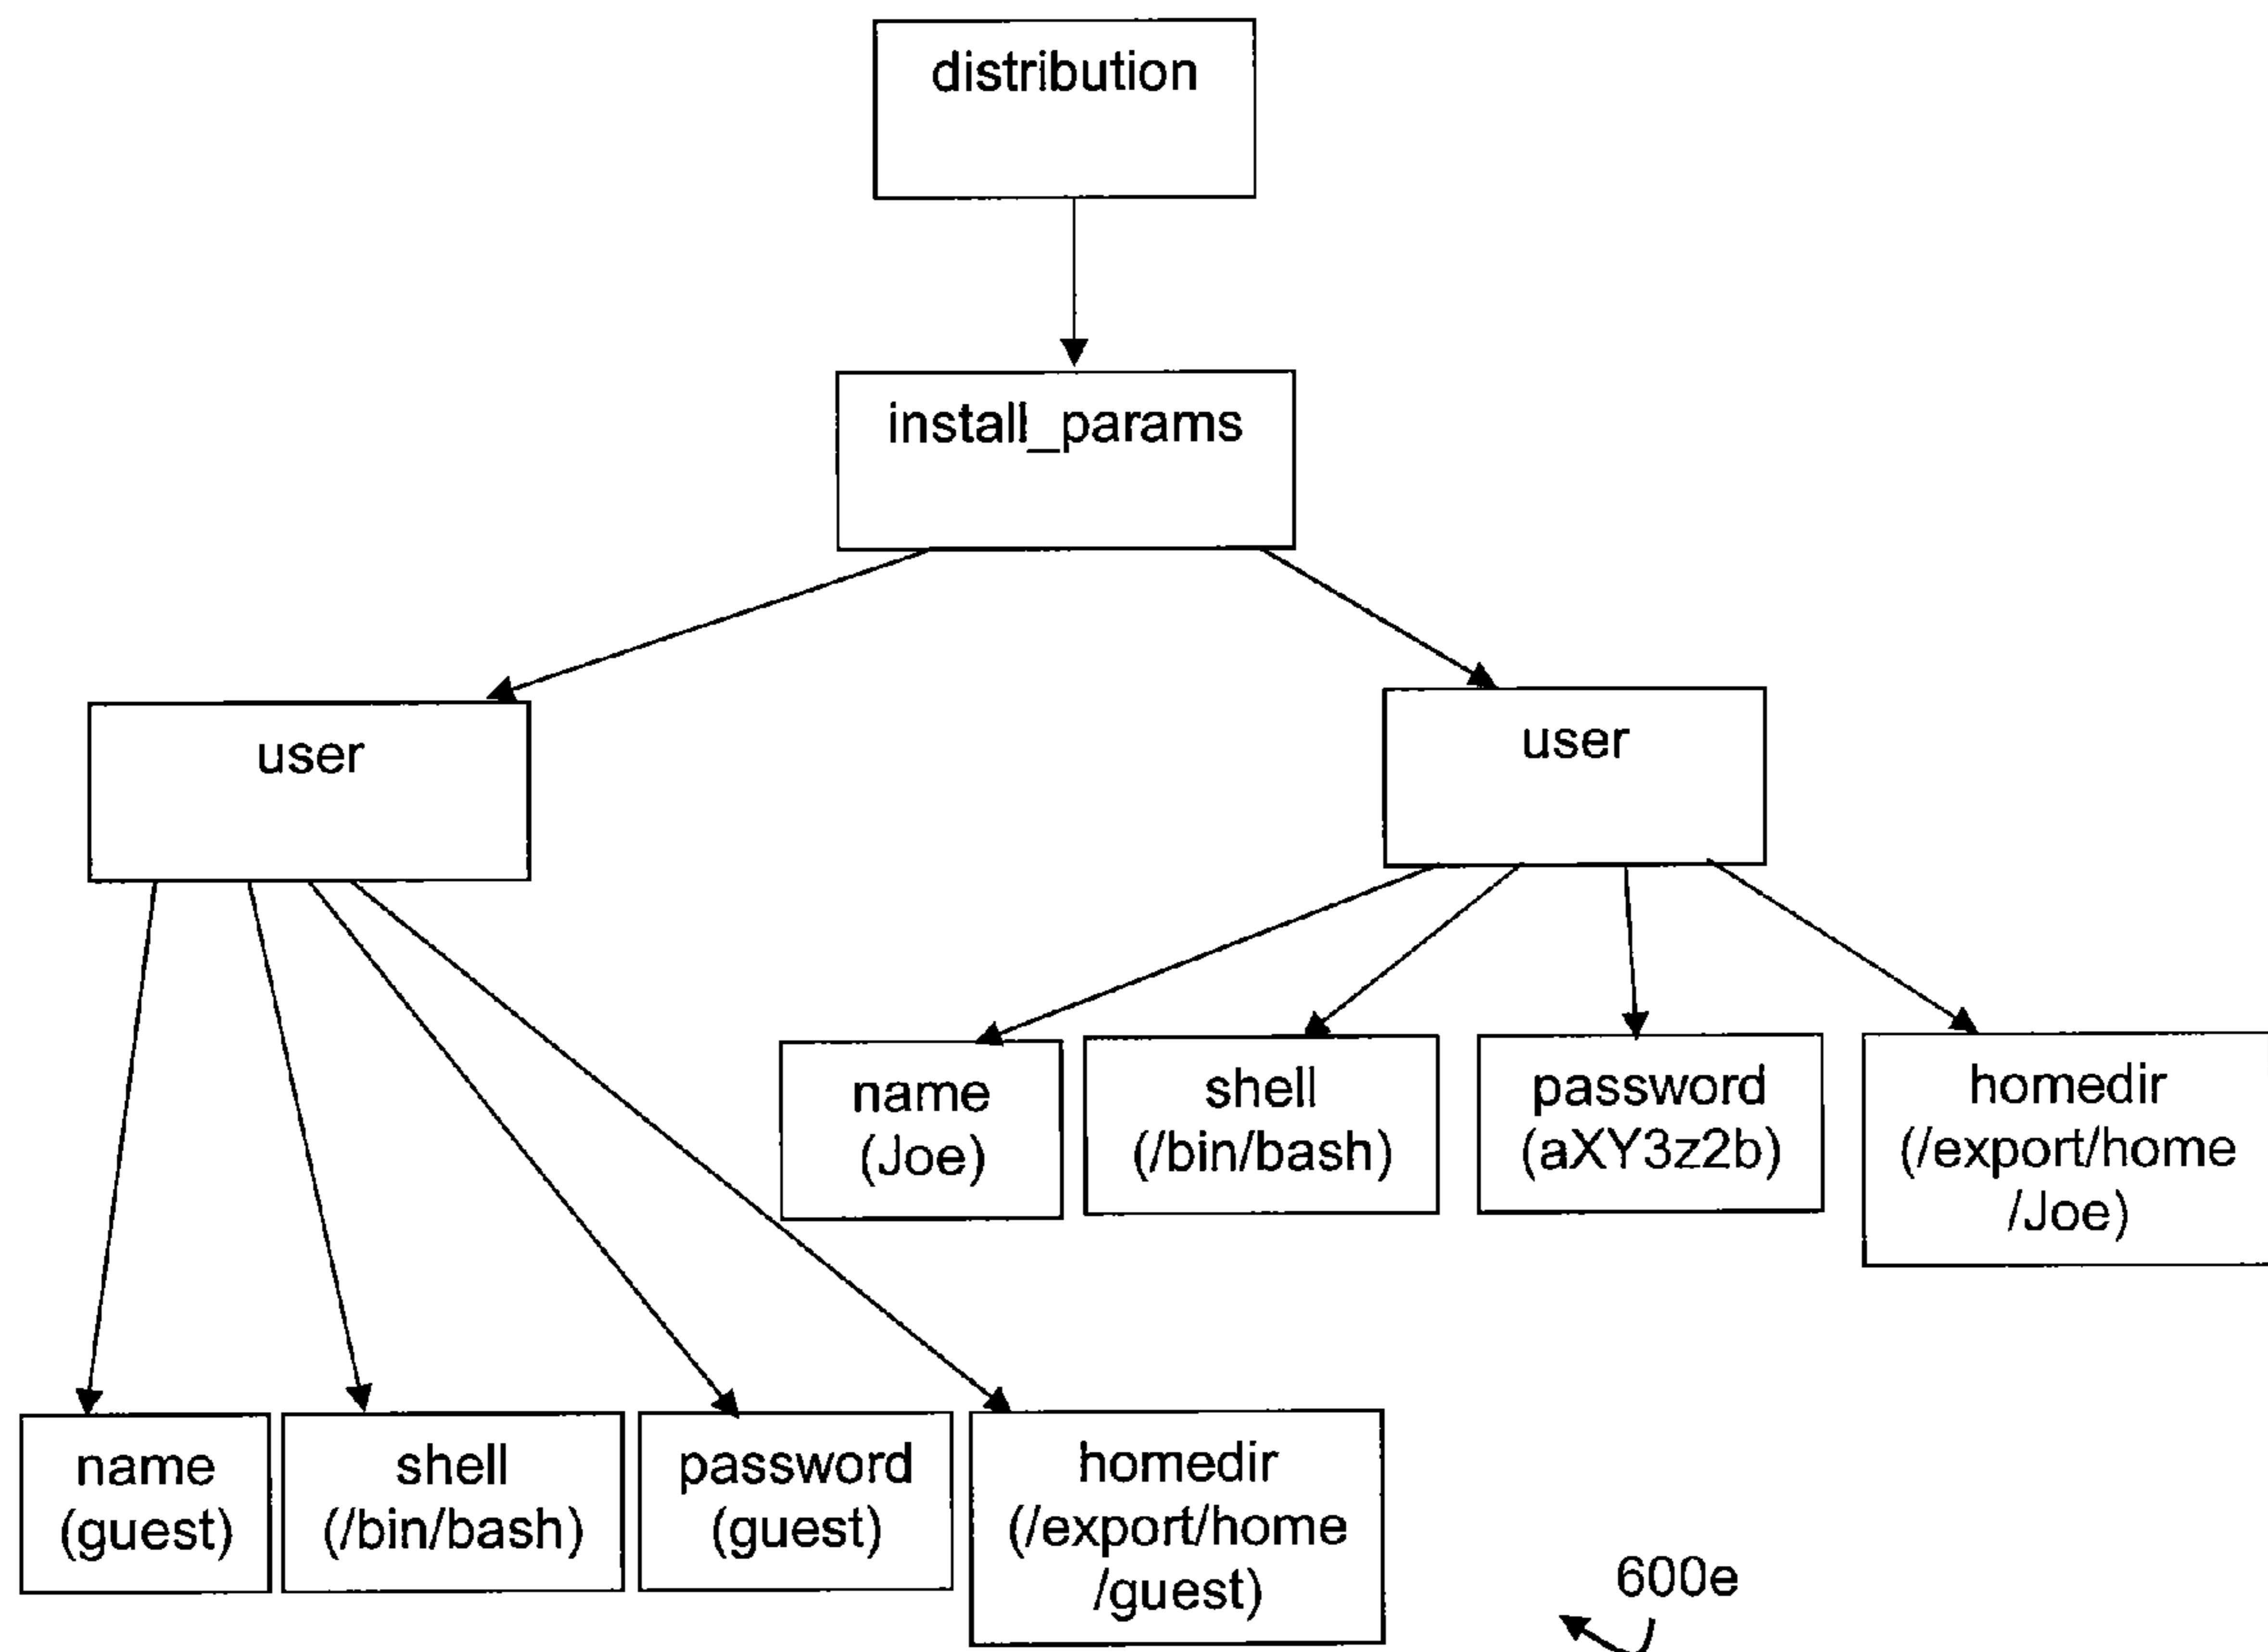 distribution
install_params
user
user
name
(Joe)
shell
(/bin/bash)
password
(aXY3z2b)
homedir
(/export/home
/Joe)
name
(guest)
shell
(/bin/bash)
password
(guest)
homedir
(/export/home
/guest)
600e